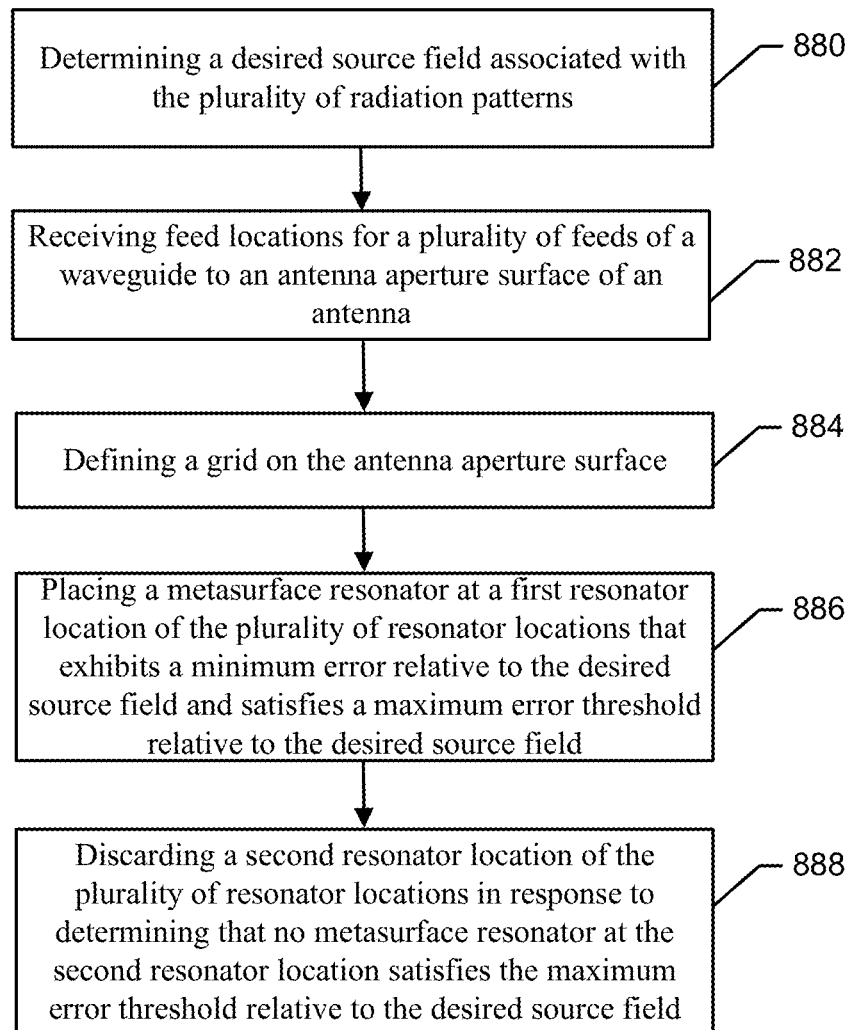 Determining a desired source field associated with
the plurality of radiation patterns
880
Receiving feed locations for a plurality of feeds of a
waveguide to an antenna aperture surface of an
antenna
882
Defining a grid on the antenna aperture surface
884
Placing a metasurface resonator at a first resonator
location of the plurality of resonator locations that
exhibits a minimum error relative to the desired
source field and satisfies a maximum error threshold
relative to the desired source field
886
Discarding a second resonator location of the
plurality of resonator locations in response to
determining that no metasurface resonator at the
second resonator location satisfies the maximum
error threshold relative to the desired source field
888